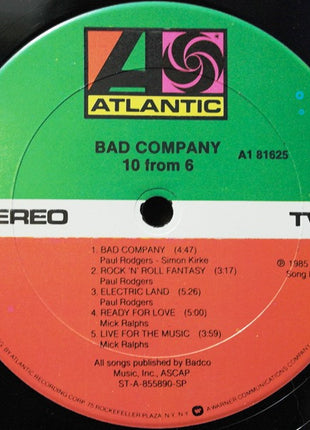 ATLANTIC
BAD COMPANY
10 from 6
A1 81625
EREO
TW
1. BAD COMPANY (4:47)
Paul Rodgers - Simon Kirke
2. ROCK 'N' ROLL FANTASY (3:17)
Paul Rodgers
3. ELECTRIC LAND (5:26)
Paul Rodgers
4. READY FOR LOVE (5:00)
Mick Ralphs
5. LIVE FOR THE MUSIC (3:59)
Mick Ralphs
℗ 1985
All songs published by Badco
Music, Inc., ASCAP
ST-A-855890-SP
BY ATLANTIC RECORDING CORP. 75 ROCKEFELLER PLAZA, N.Y., N.Y. A WARNER COMMUNICATIONS COMPANY